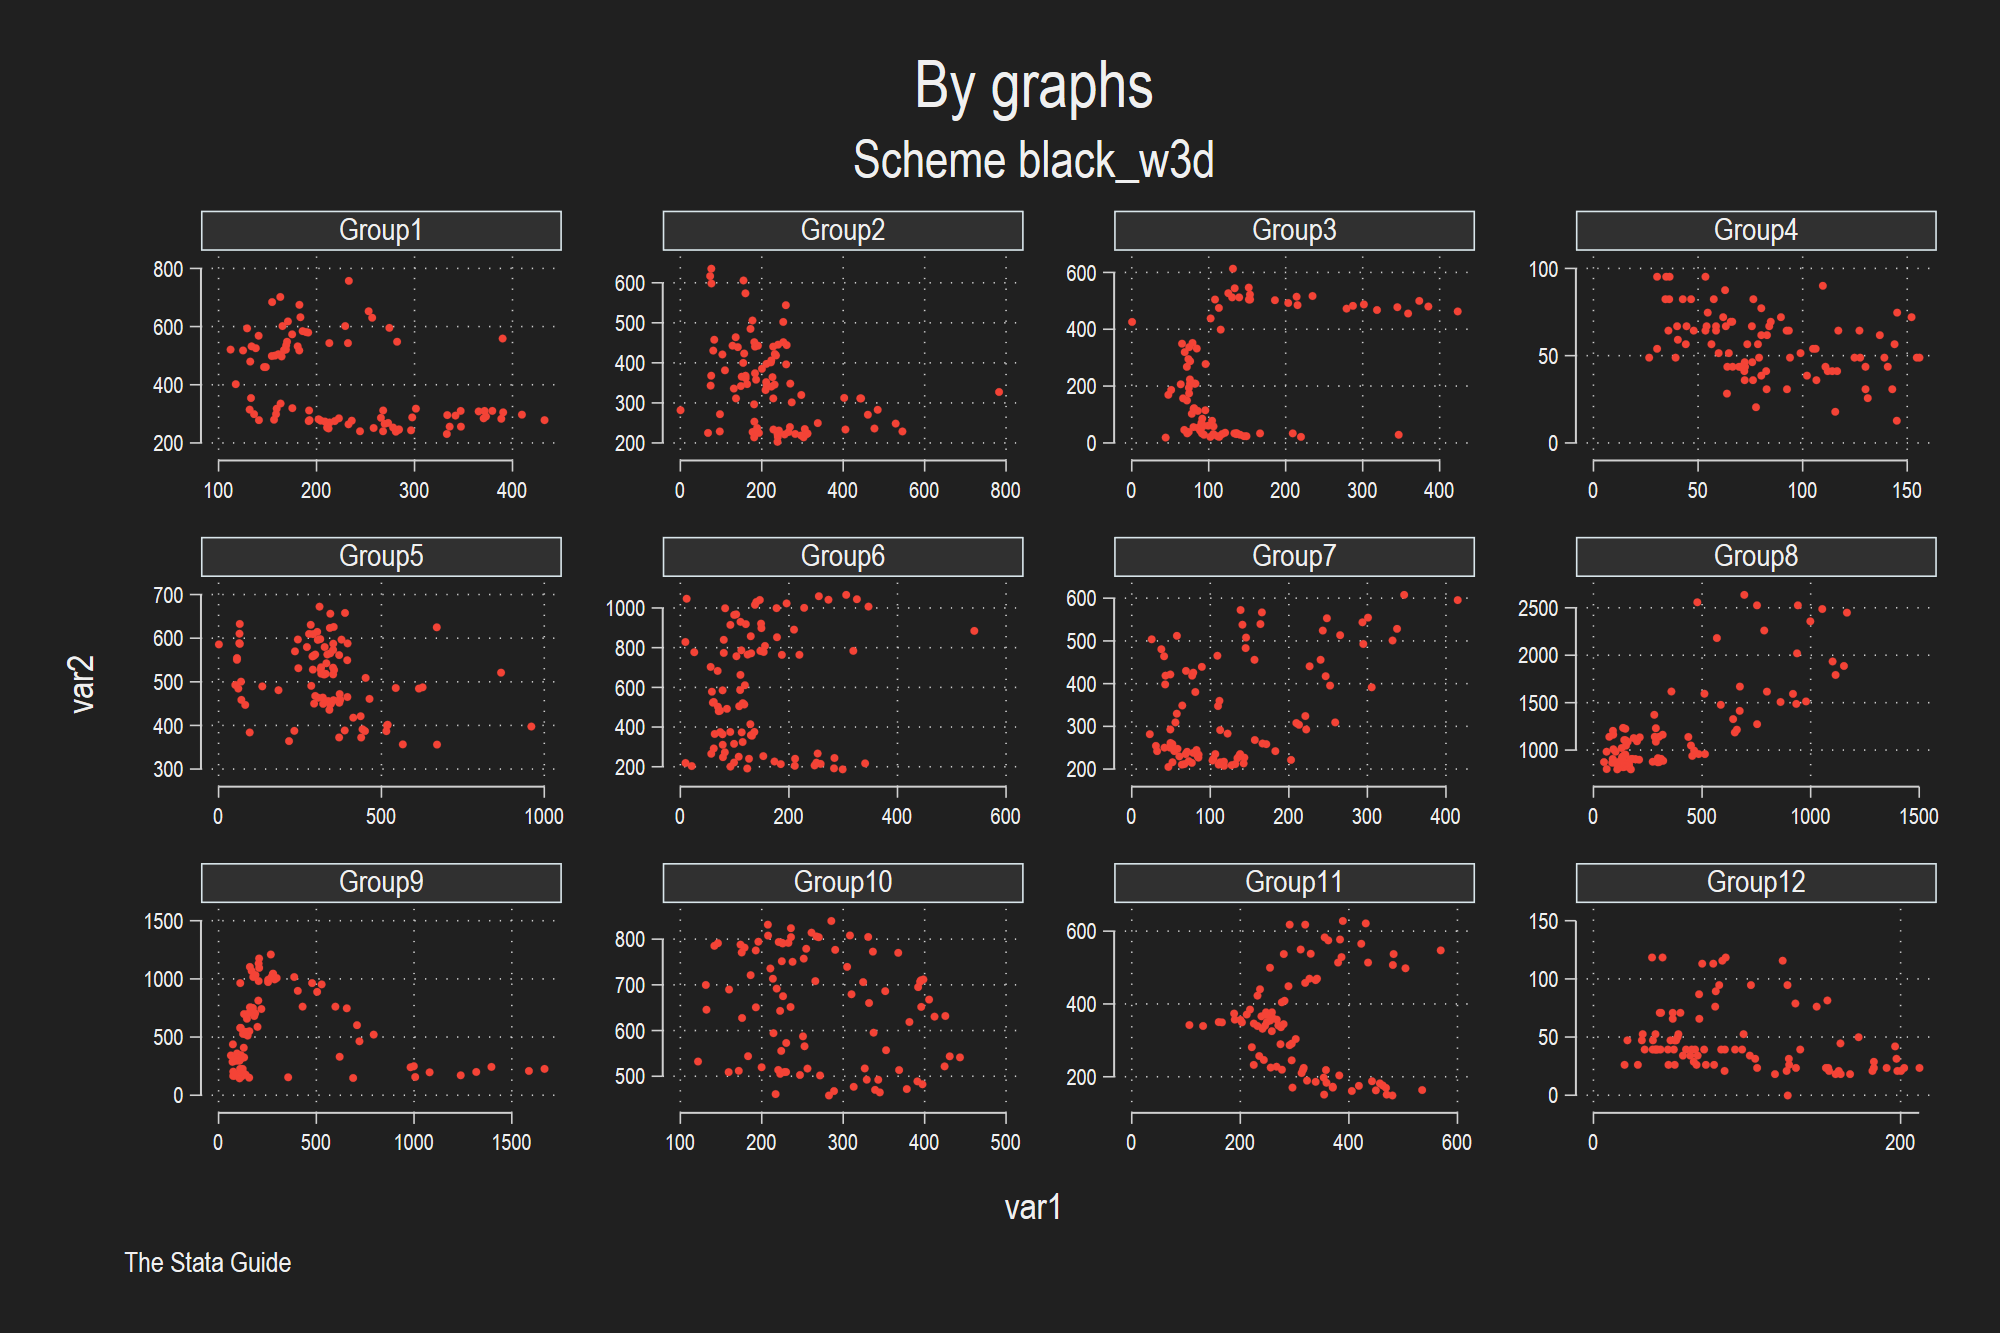 By graphs
Scheme black_w3d
Group1 Group2 Group3 Group4
800 600 400 200
100 200 300 400
600 500 400 300 200
0 200 400 600 800
600 400 200 0
0 100 200 300 400
100 50 0
0 50 100 150
Group5 Group6 Group7 Group8
var2
700 600 500 400 300
0 500 1000
1000 800 600 400 200
0 200 400 600
600 500 400 300 200
0 100 200 300 400
2500 2000 1500 1000
0 500 1000 1500
Group9 Group10 Group11 Group12
1500 1000 500 0
0 500 1000 1500
800 700 600 500
100 200 300 400 500
600 400 200
0 200 400 600
150 100 50 0
0 200
var1
The Stata Guide